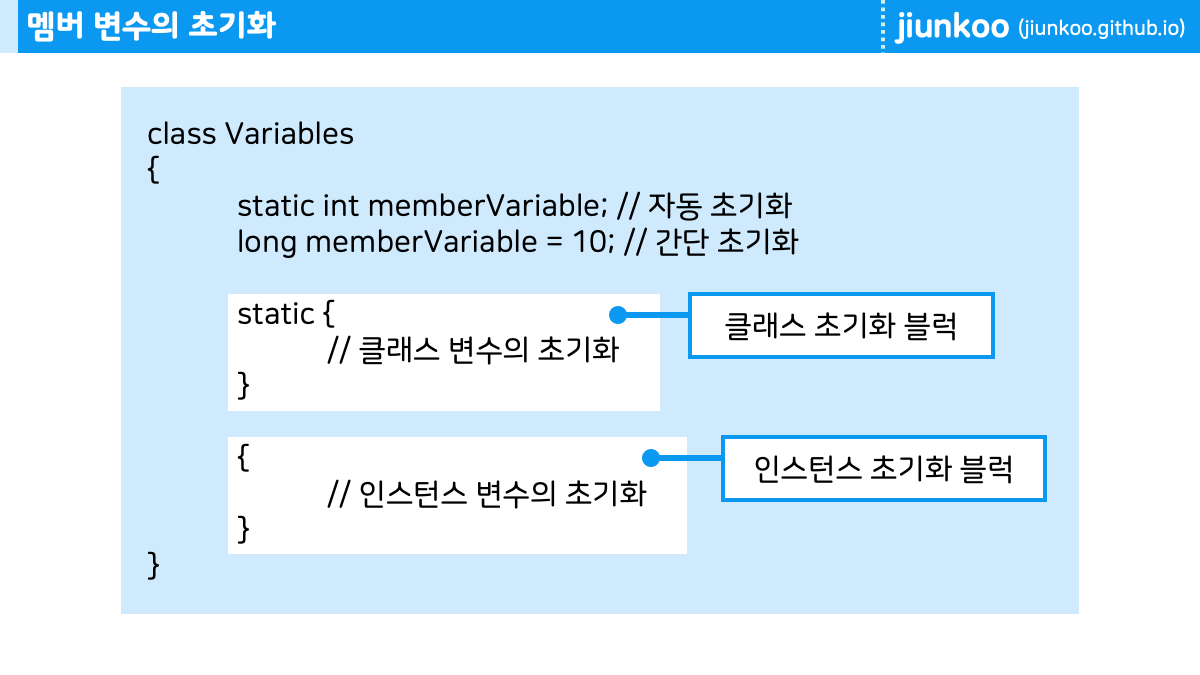 멤버 변수의 초기화
jiunkoo (jiunkoo.github.io)
class Variables
{
static int memberVariable; // 자동 초기화
long memberVariable = 10; // 간단 초기화
static {
클래스 초기화 블럭
// 클래스 변수의 초기화
}
{
인스턴스 초기화 블럭
// 인스턴스 변수의 초기화
}
}